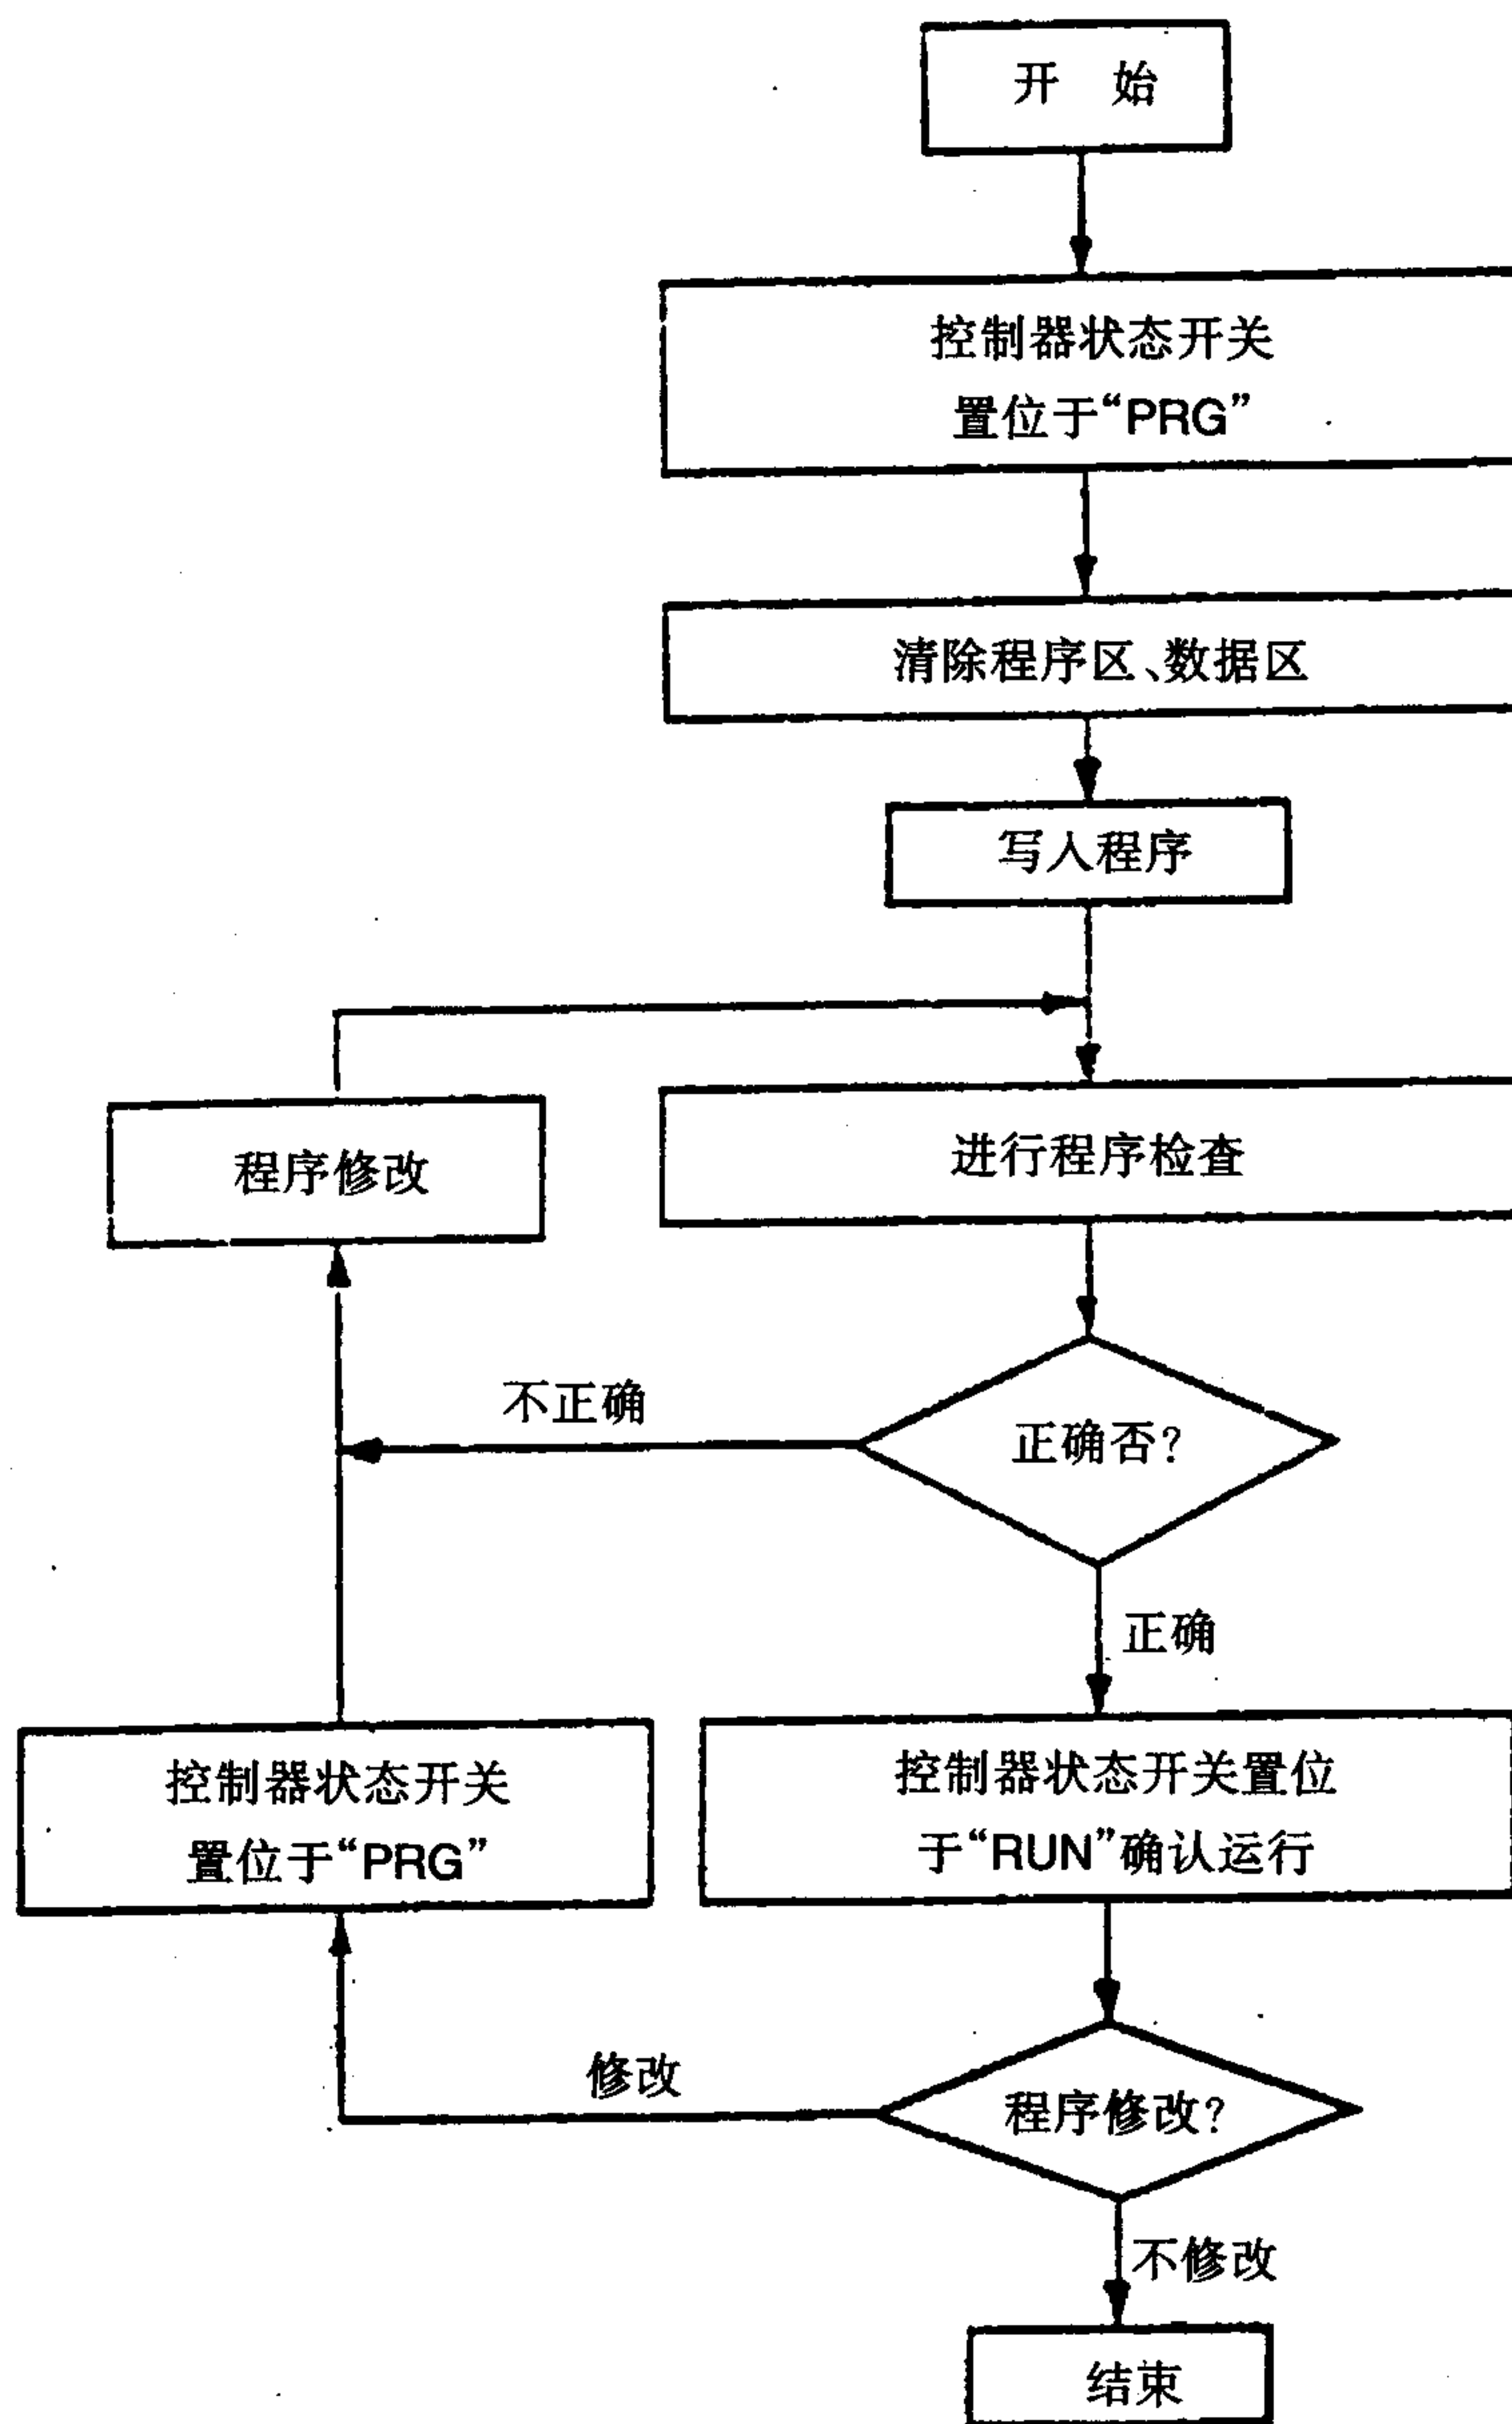 开 始
控制器状态开关
置位于“PRG”
清除程序区、数据区
写入程序
程序修改
进行程序检查
不正确
正确否?
正确
控制器状态开关
置位于“PRG”
控制器状态开关置位
于“RUN”确认运行
修改
程序修改?
不修改
结束